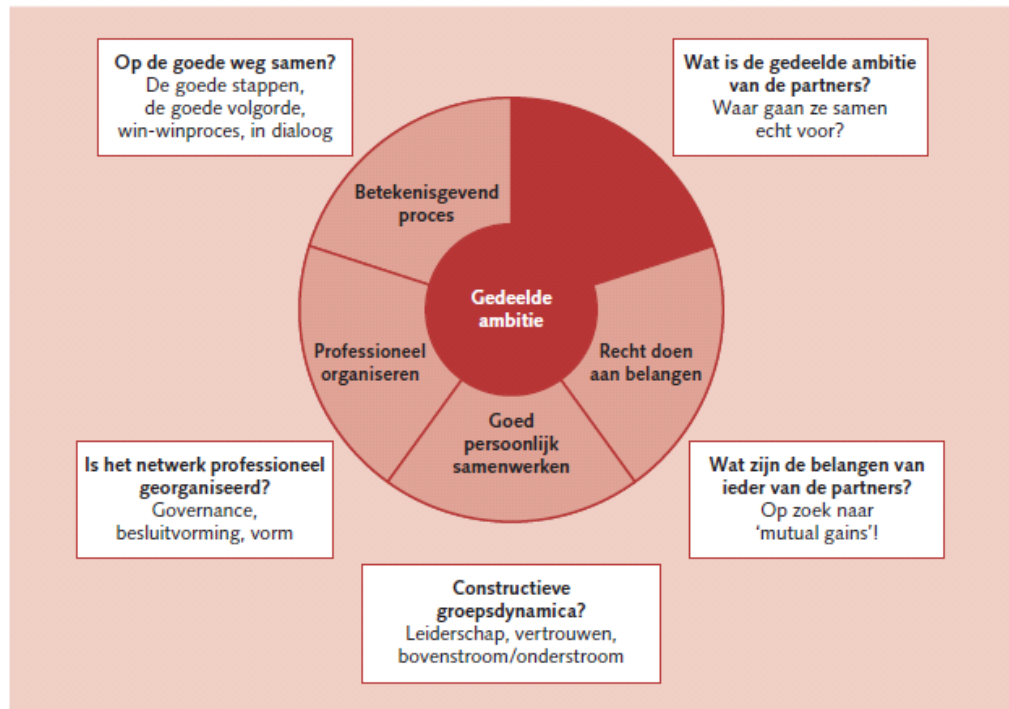 Op de goede weg samen?
De goede stappen,
de goede volgorde,
win-winproces, in dialoog
Wat is de gedeelde ambitie
van de partners?
Waar gaan ze samen
echt voor?
Betekenisgevend
proces
Gedeelde
ambitie
Professioneel
organiseren
Recht doen
aan belangen
Goed
persoonlijk
samenwerken
Is het netwerk professioneel
georganiseerd?
Governance,
besluitvorming, vorm
Wat zijn de belangen van
ieder van de partners?
Op zoek naar
‘mutual gains’!
Constructieve
groepsdynamica?
Leiderschap, vertrouwen,
bovenstroom/onderstroom